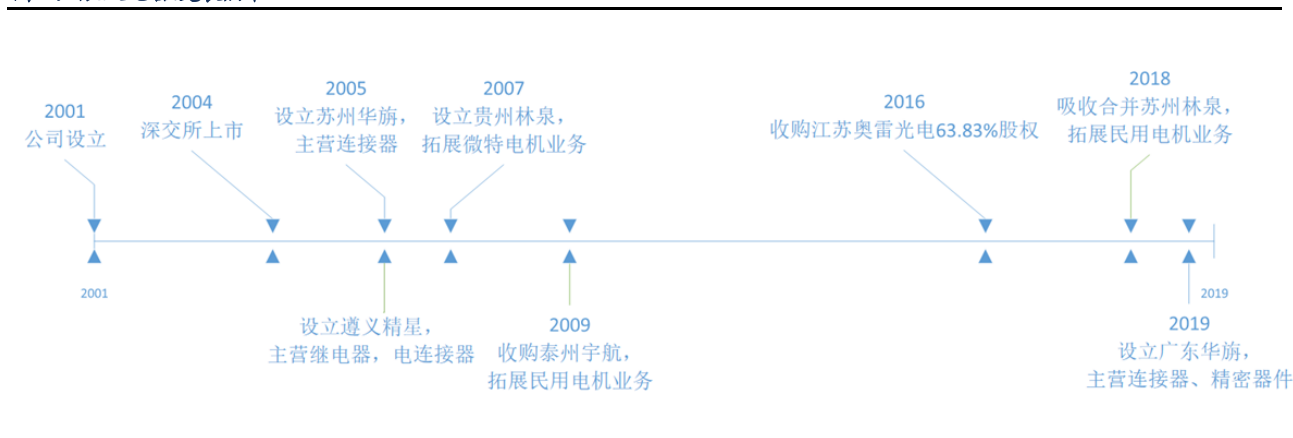 2001
公司设立
2004
深交所上市
2005
设立苏州华旃，
主营连接器
2007
设立贵州林泉，
拓展微特电机业务
2016
收购江苏奥雷光电63.83%股权
2018
吸收合并苏州林泉，
拓展民用电机业务
2001
2019
设立遵义精星，
主营继电器，电连接器
2009
收购泰州宇航，
拓展民用电机业务
2019
设立广东华旃，
主营连接器、精密器件